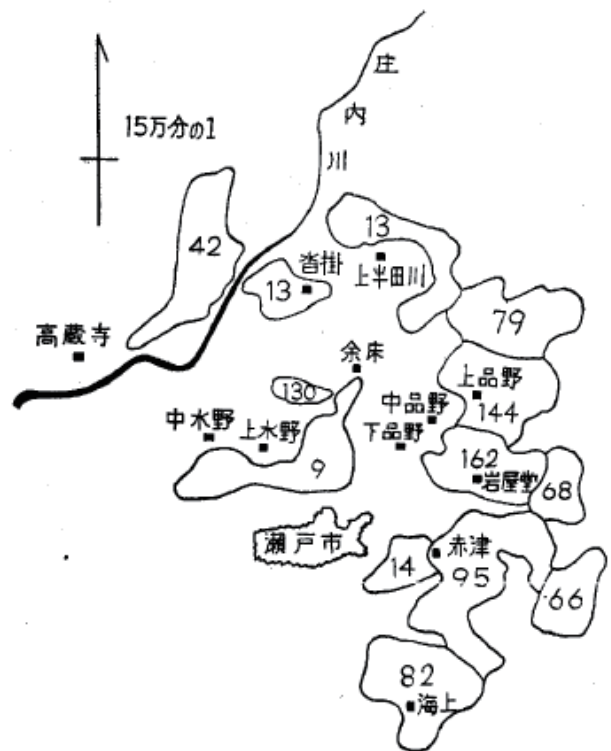 庄内川
15万分の1
42
13
沓掛
13
上半田川
79
高蔵寺
余床
130
中水野
上水野
9
中品野
下品野
上品野
144
162
岩屋堂
68
瀬戸市
14
赤津
95
66
82
海上